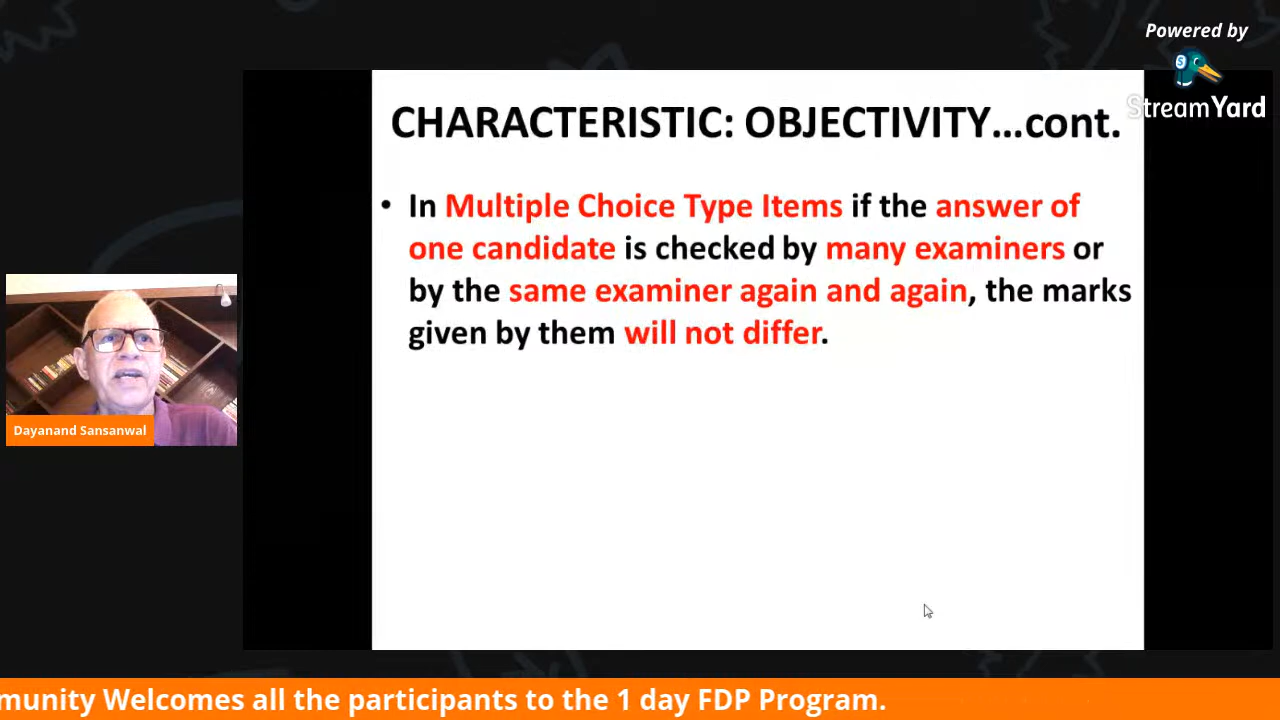 Powered by
StreamYard
CHARACTERISTIC: OBJECTIVITY...cont.
• In Multiple Choice Type Items if the answer of
one candidate is checked by many examiners or
by the same examiner again and again, the marks
given by them will not differ.
Dayanand Sansanwal
munity Welcomes all the participants to the 1 day FDP Program.